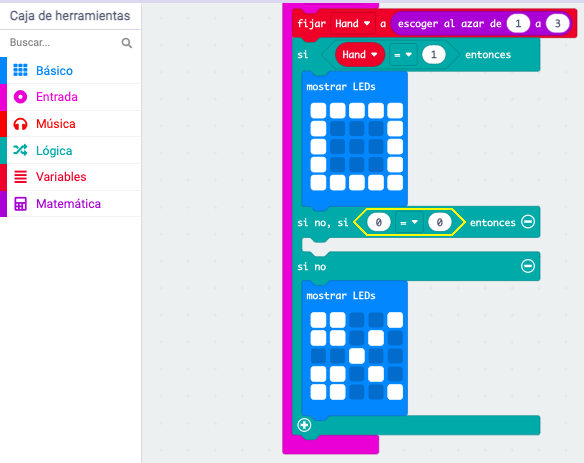 Caja de herramientas
Buscar...
Básico
Entrada
Música
Lógica
Variables
Matemática
fijar Hand a escoger al azar de 1 a 3
si Hand = 1 entonces
mostrar LEDs
si no, si 0 = 0 entonces
si no
mostrar LEDs